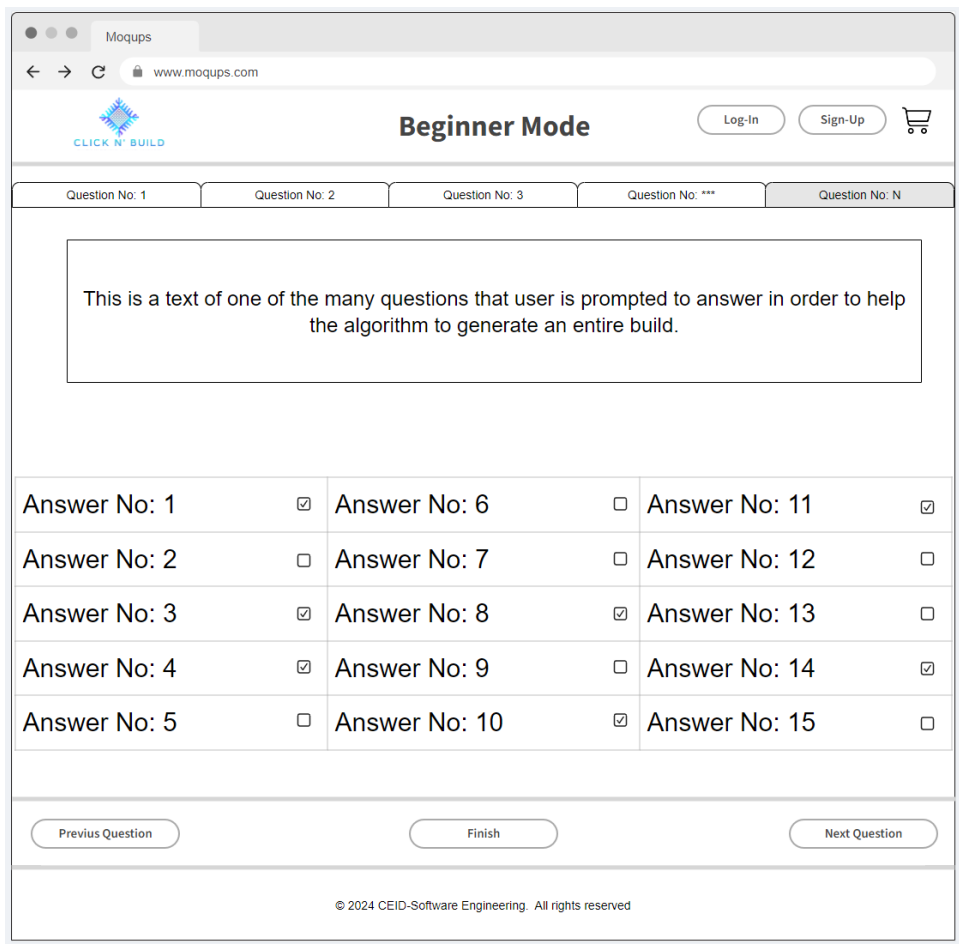 Moqups
www.moqups.com
CLICK N' BUILD
Beginner Mode
Log-In
Sign-Up
Question No: 1
Question No: 2
Question No: 3
Question No: ***
Question No: N
This is a text of one of the many questions that user is prompted to answer in order to help
the algorithm to generate an entire build.
Answer No: 1
Answer No: 6
Answer No: 11
Answer No: 2
Answer No: 7
Answer No: 12
Answer No: 3
Answer No: 8
Answer No: 13
Answer No: 4
Answer No: 9
Answer No: 14
Answer No: 5
Answer No: 10
Answer No: 15
Previus Question
Finish
Next Question
© 2024 CEID-Software Engineering. All rights reserved